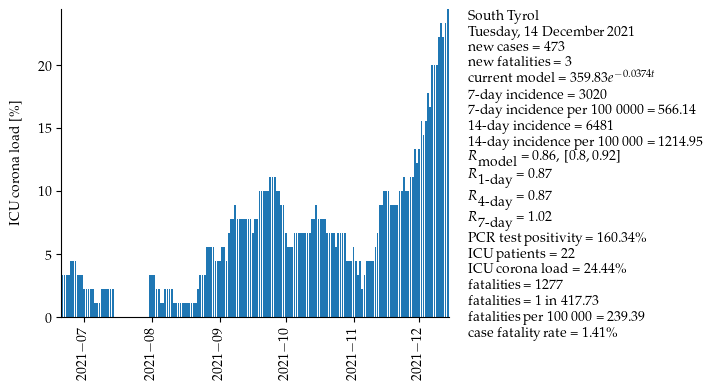 ICU corona load [%]
20
15
10
5
0
2021−07
2021−08
2021−09
2021−10
2021−11
2021−12
South Tyrol
Tuesday, 14 December 2021
new cases = 473
new fatalities = 3
current model = 359.83e^{−0.0374t}
7-day incidence = 3020
7-day incidence per 100 0000 = 566.14
14-day incidence = 6481
14-day incidence per 100 000 = 1214.95
R_model = 0.86, [0.8, 0.92]
R_1-day = 0.87
R_4-day = 0.87
R_7-day = 1.02
PCR test positivity = 160.34%
ICU patients = 22
ICU corona load = 24.44%
fatalities = 1277
fatalities = 1 in 417.73
fatalities per 100 000 = 239.39
case fatality rate = 1.41%